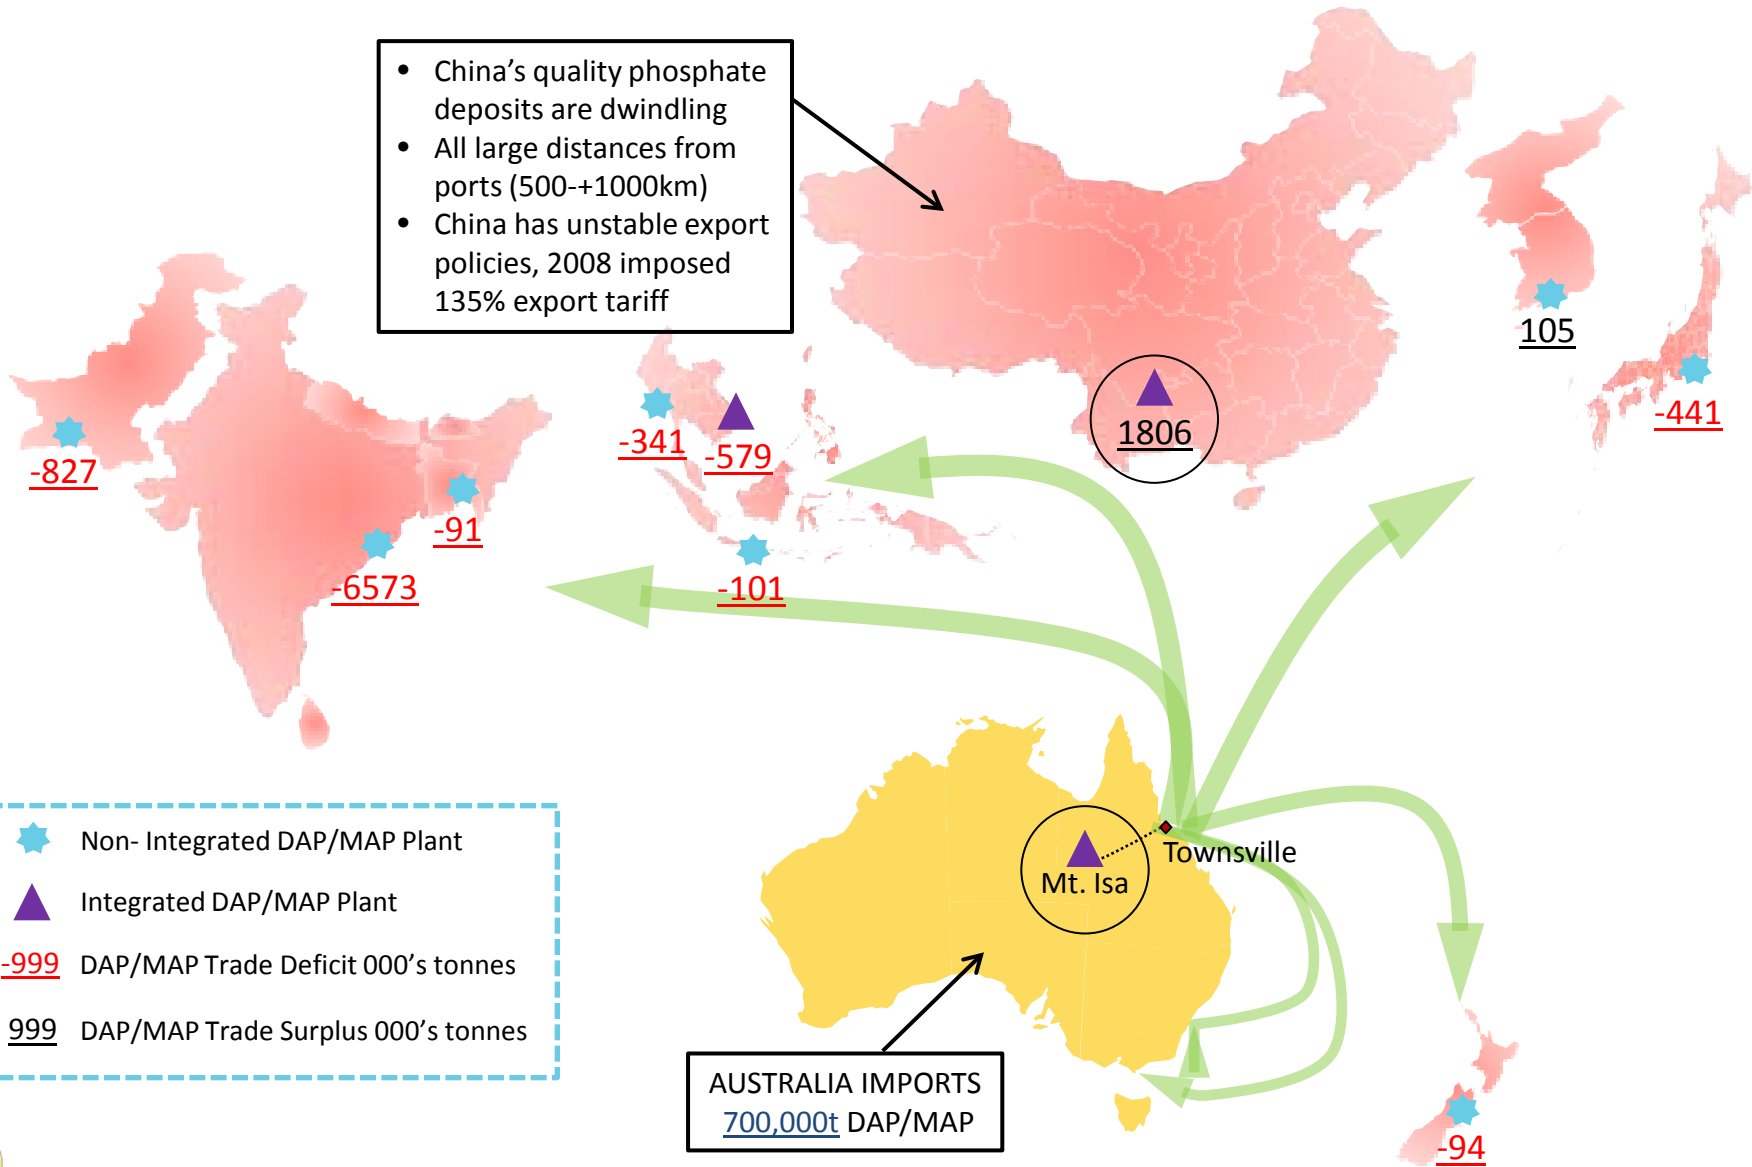 • China's quality phosphate
deposits are dwindling
• All large distances from
ports (500-+1000km)
• China has unstable export
policies, 2008 imposed
135% export tariff
105
-441
1806
-341
-579
-827
-91
-6573
-101
Townsville
Mt. Isa
Non- Integrated DAP/MAP Plant
Integrated DAP/MAP Plant
-999 DAP/MAP Trade Deficit 000's tonnes
999 DAP/MAP Trade Surplus 000's tonnes
AUSTRALIA IMPORTS
700,000t DAP/MAP
-94